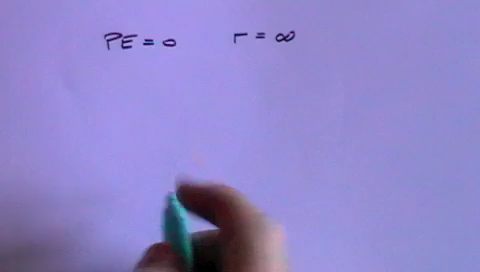 PE = 0 r = ∞